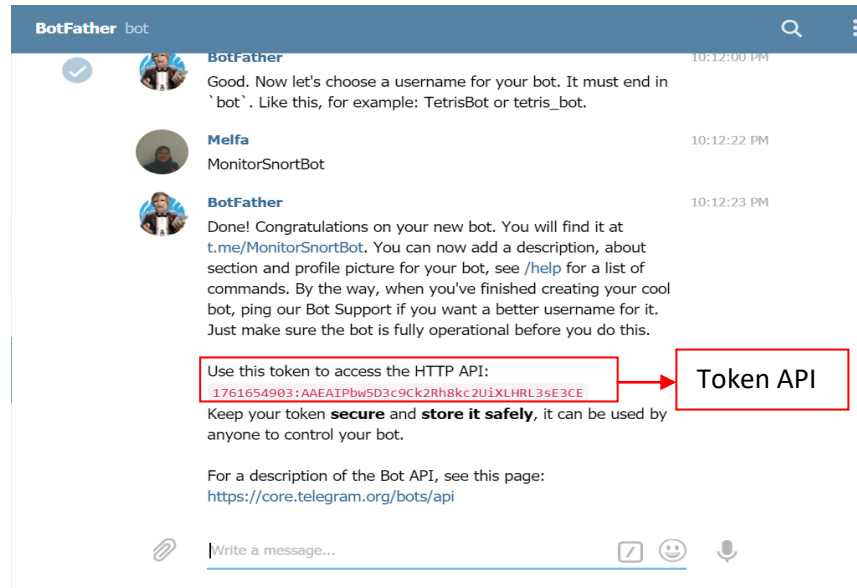 BotFather bot
BotFather 10:12:00 PM
Good. Now let's choose a username for your bot. It must end in
`bot`. Like this, for example: TetrisBot or tetris_bot.
Melfa 10:12:22 PM
MonitorSnortBot
BotFather 10:12:23 PM
Done! Congratulations on your new bot. You will find it at
t.me/MonitorSnortBot. You can now add a description, about
section and profile picture for your bot, see /help for a list of
commands. By the way, when you've finished creating your cool
bot, ping our Bot Support if you want a better username for it.
Just make sure the bot is fully operational before you do this.
Use this token to access the HTTP API:
1761654903:AAEAIPbw5D3c9Ck2Rh8kc2UiXLHRL3sE3CE
Token API
Keep your token secure and store it safely, it can be used by
anyone to control your bot.
For a description of the Bot API, see this page:
https://core.telegram.org/bots/api
Write a message...